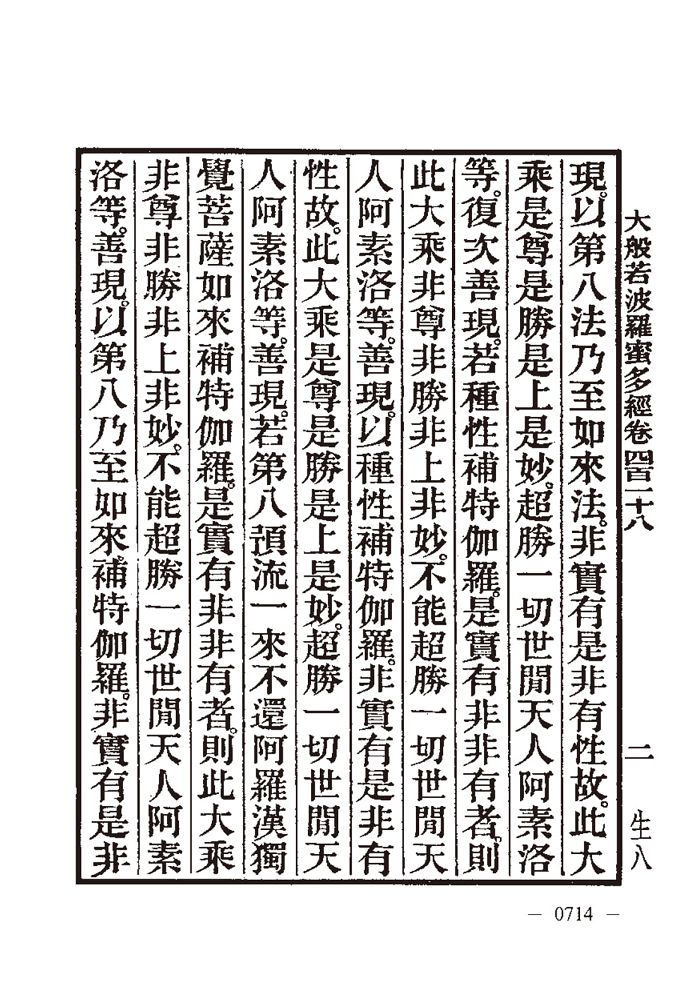 大般若波羅蜜多經卷四百一十八
二
生八
現。以第八法乃至如來法。非實有是非有性故。此大
乘是尊是勝是上是妙。超勝一切世閒天人阿素洛
等。復次善現。若種性補特伽羅。是實有非非有者。則
此大乘非尊非勝非上非妙。不能超勝一切世閒天
人阿素洛等。善現。以種性補特伽羅。非實有是非有
性故。此大乘是尊是勝是上是妙。超勝一切世閒天
人阿素洛等。善現。若第八預流一來不還阿羅漢獨
覺菩薩如來補特伽羅。是實有非非有者。則此大乘
非尊非勝非上非妙。不能超勝一切世閒天人阿素
洛等。善現。以第八乃至如來。補特伽羅。非實有是非
— 0714 —